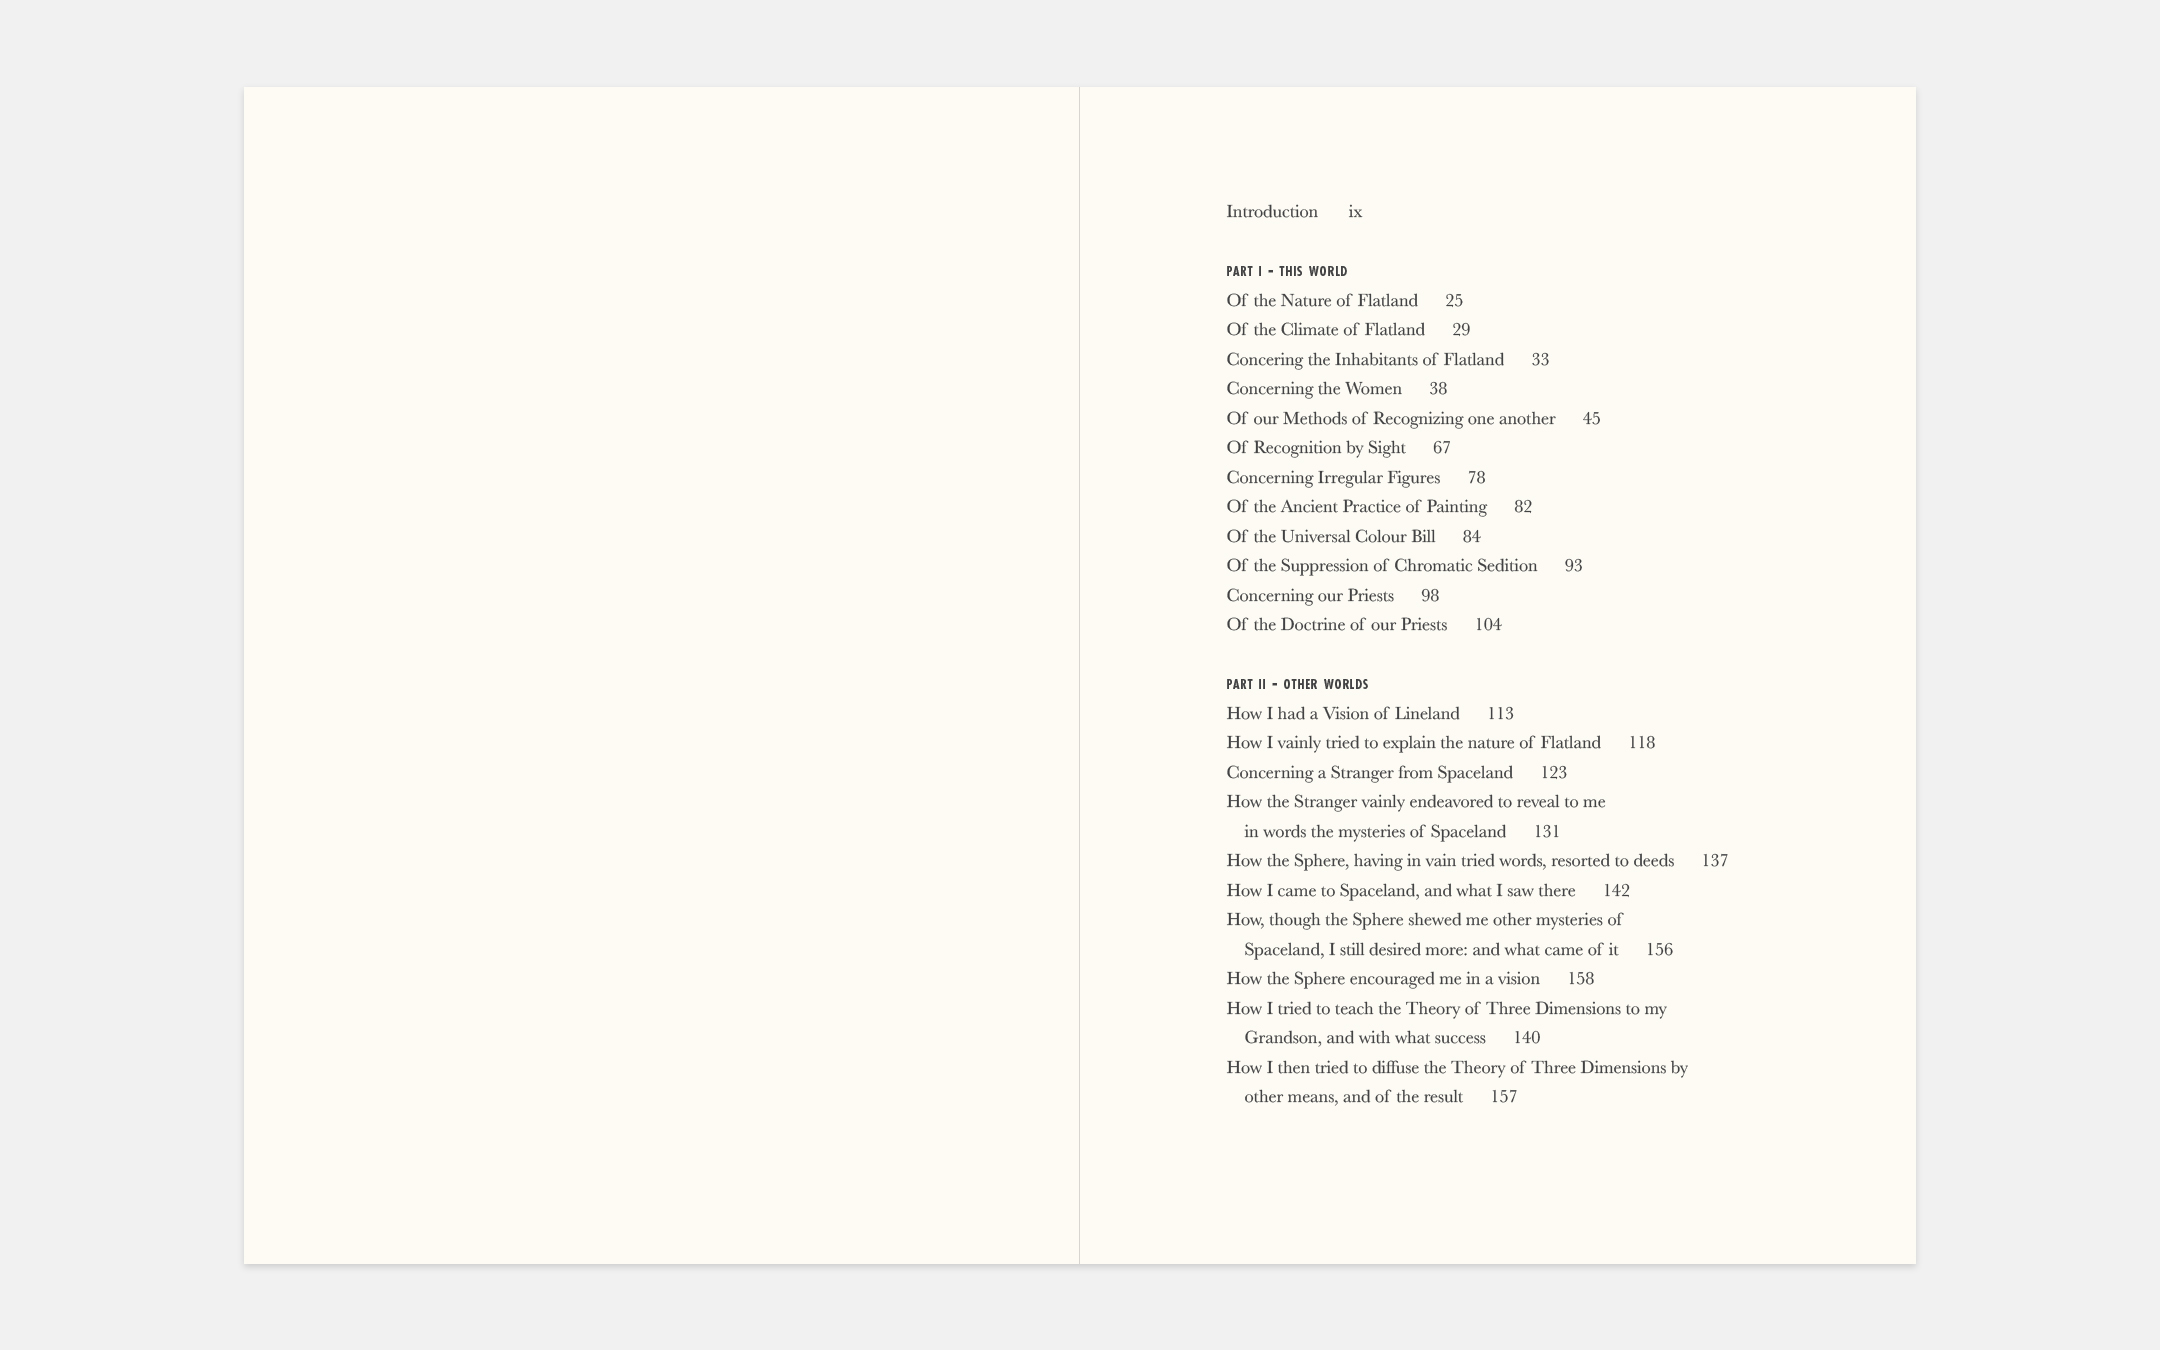 Introduction ix
PART I - THIS WORLD
Of the Nature of Flatland 25
Of the Climate of Flatland 29
Concering the Inhabitants of Flatland 33
Concerning the Women 38
Of our Methods of Recognizing one another 45
Of Recognition by Sight 67
Concerning Irregular Figures 78
Of the Ancient Practice of Painting 82
Of the Universal Colour Bill 84
Of the Suppression of Chromatic Sedition 93
Concerning our Priests 98
Of the Doctrine of our Priests 104
PART II - OTHER WORLDS
How I had a Vision of Lineland 113
How I vainly tried to explain the nature of Flatland 118
Concerning a Stranger from Spaceland 123
How the Stranger vainly endeavored to reveal to me
in words the mysteries of Spaceland 131
How the Sphere, having in vain tried words, resorted to deeds 137
How I came to Spaceland, and what I saw there 142
How, though the Sphere shewed me other mysteries of
Spaceland, I still desired more: and what came of it 156
How the Sphere encouraged me in a vision 158
How I tried to teach the Theory of Three Dimensions to my
Grandson, and with what success 140
How I then tried to diffuse the Theory of Three Dimensions by
other means, and of the result 157